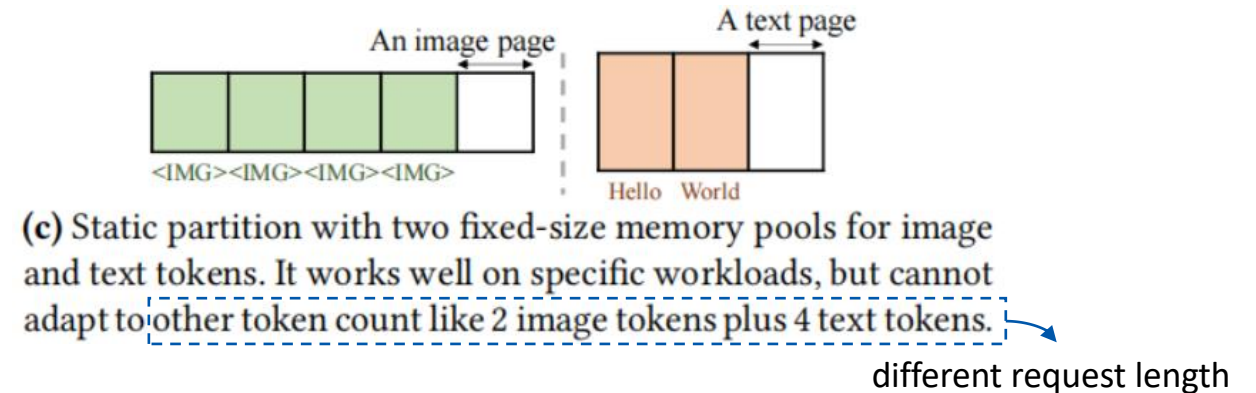 An image page
A text page
<IMG><IMG><IMG><IMG>
Hello World
(c) Static partition with two fixed-size memory pools for image
and text tokens. It works well on specific workloads, but cannot
adapt to other token count like 2 image tokens plus 4 text tokens.
different request length